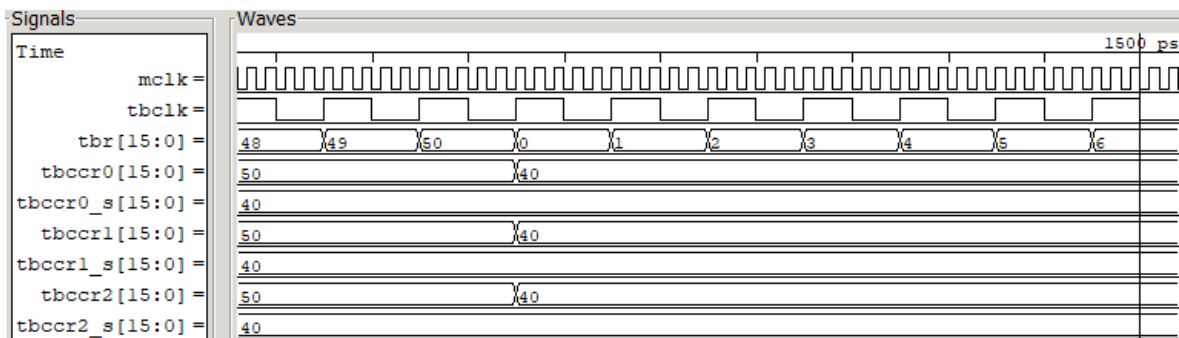 Signals Waves
Time 1500 ps
mclk =
tbclk =
tbr[15:0] = 48 49 50 0 1 2 3 4 5 6
tbccr0[15:0] = 50 40
tbccr0_s[15:0] = 40
tbccr1[15:0] = 50 40
tbccr1_s[15:0] = 40
tbccr2[15:0] = 50 40
tbccr2_s[15:0] = 40